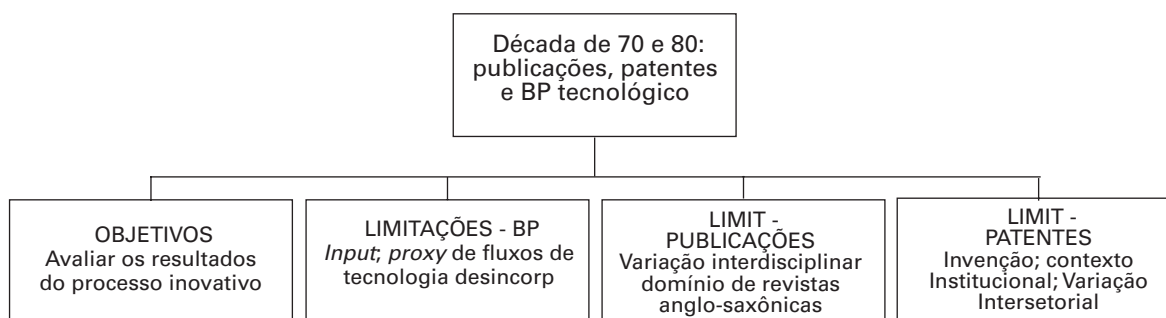 Década de 70 e 80:
publicações, patentes
e BP tecnológico
OBJETIVOS
Avaliar os resultados
do processo inovativo
LIMITAÇÕES - BP
Input; proxy de fluxos de
tecnologia desincorp
LIMIT -
PUBLICAÇÕES
Variação interdisciplinar
domínio de revistas
anglo-saxônicas
LIMIT -
PATENTES
Invenção; contexto
Institucional; Variação
Intersetorial